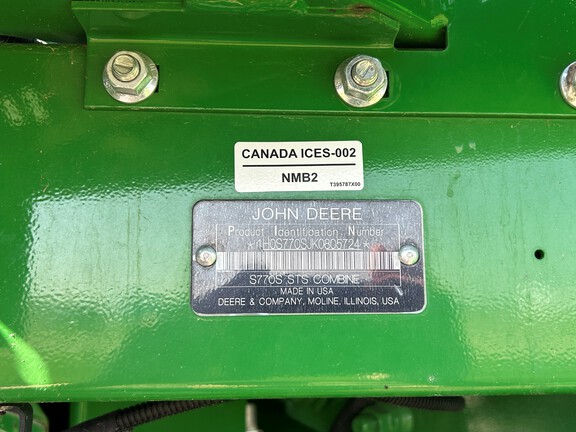 CANADA ICES-002
NMB2
T395787X00
JOHN DEERE
Product Identification Number
*1H0S770SJK0805724*
S770S STS COMBINE
MADE IN USA
DEERE & COMPANY, MOLINE, ILLINOIS, USA